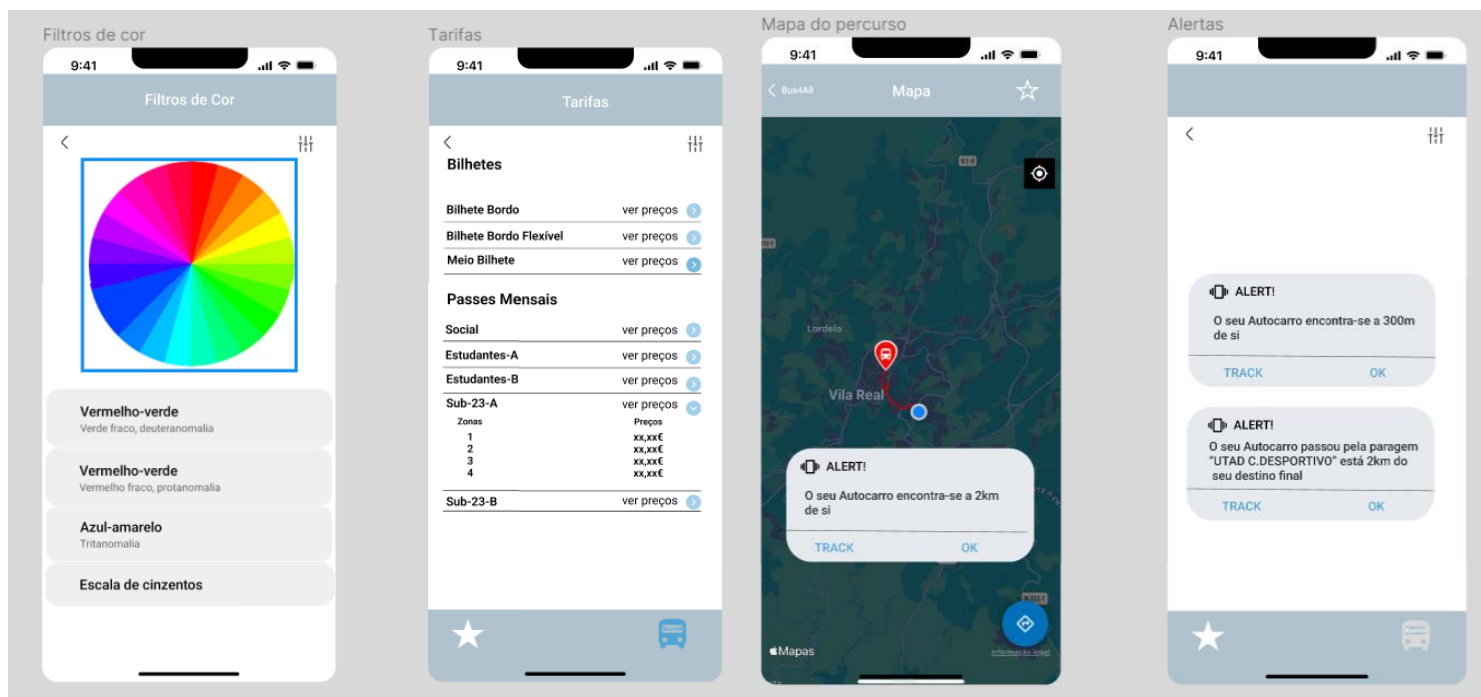 Filtros de cor
9:41
Filtros de Cor
Vermelho-verde
Verde fraco, deuteranomalia
Vermelho-verde
Vermelho fraco, protanomalia
Azul-amarelo
Tritanomalia
Escala de cinzentos
Tarifas
9:41
Tarifas
Bilhetes
Bilhete Bordo ver preços
Bilhete Bordo Flexível ver preços
Meio Bilhete ver preços
Passes Mensais
Social ver preços
Estudantes-A ver preços
Estudantes-B ver preços
Sub-23-A ver preços
Zonas Preços
1 xx,xx€
2 xx,xx€
3 xx,xx€
4 xx,xx€
Sub-23-B ver preços
Mapa do percurso
9:41
Bus4All Mapa
Lordelo
Vila Real
ALERT!
O seu Autocarro encontra-se a 2km
de si
TRACK OK
Mapas
Informação legal
Alertas
9:41
ALERT!
O seu Autocarro encontra-se a 300m
de si
TRACK OK
ALERT!
O seu Autocarro passou pela paragem
“UTAD C.DESPORTIVO” está 2km do
seu destino final
TRACK OK